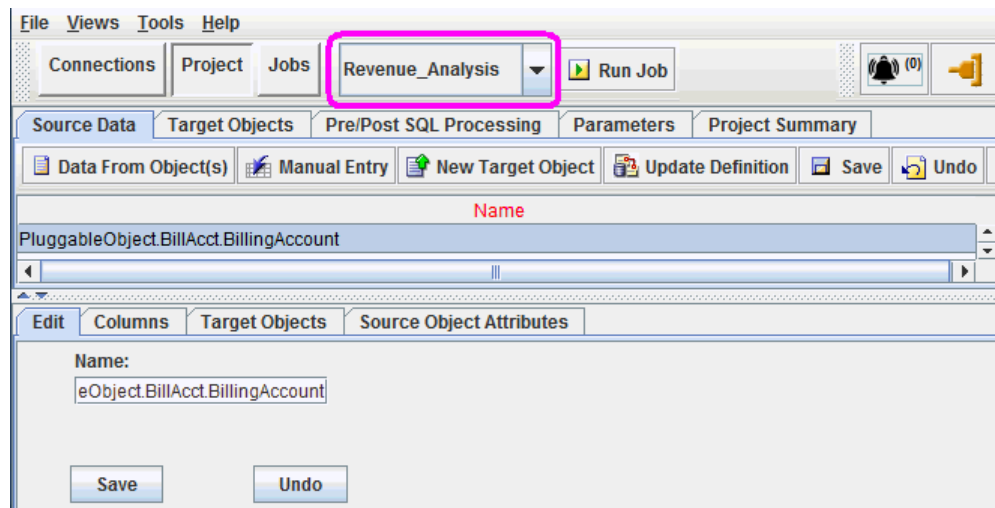 File Views Tools Help
Connections Project Jobs Revenue_Analysis Run Job (0)
Source Data Target Objects Pre/Post SQL Processing Parameters Project Summary
Data From Object(s) Manual Entry New Target Object Update Definition Save Undo
Name
PluggableObject.BillAcct.BillingAccount
Edit Columns Target Objects Source Object Attributes
Name:
eObject.BillAcct.BillingAccount
Save Undo